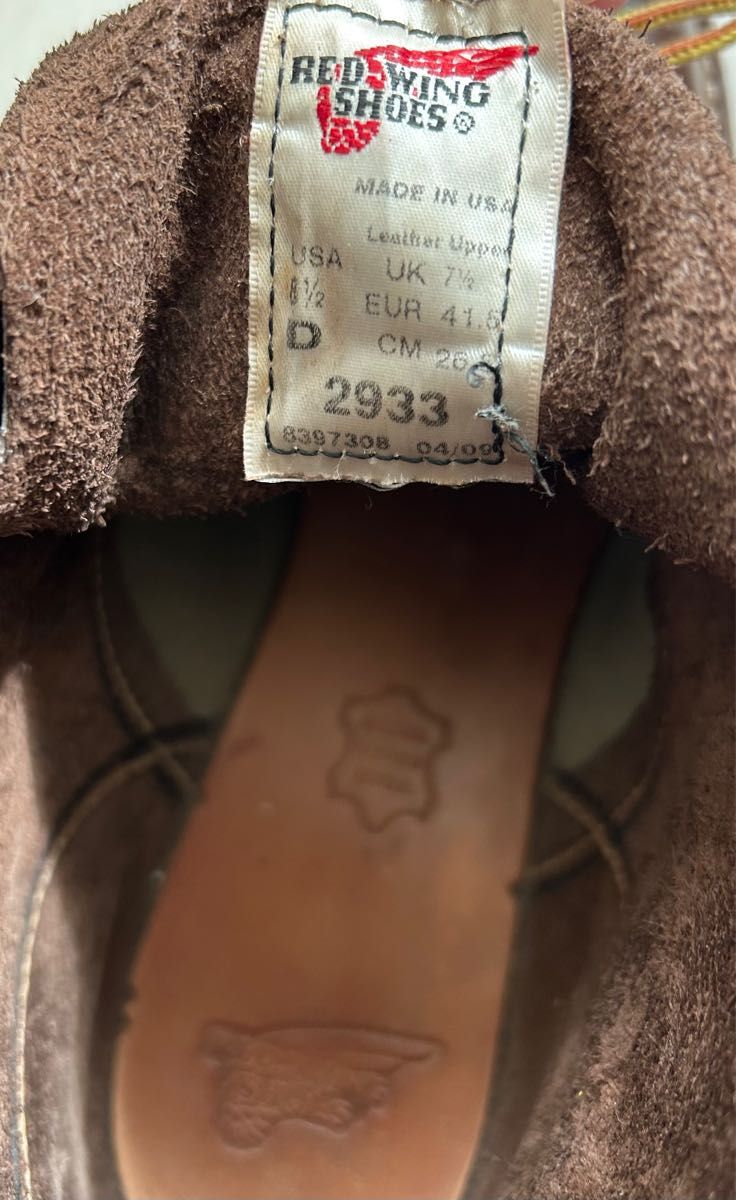 RED WING
SHOES®
MADE IN USA
Leather Upper
USA UK 7½
8½ EUR 41.5
D CM 26.5
2933
8397308 04/09